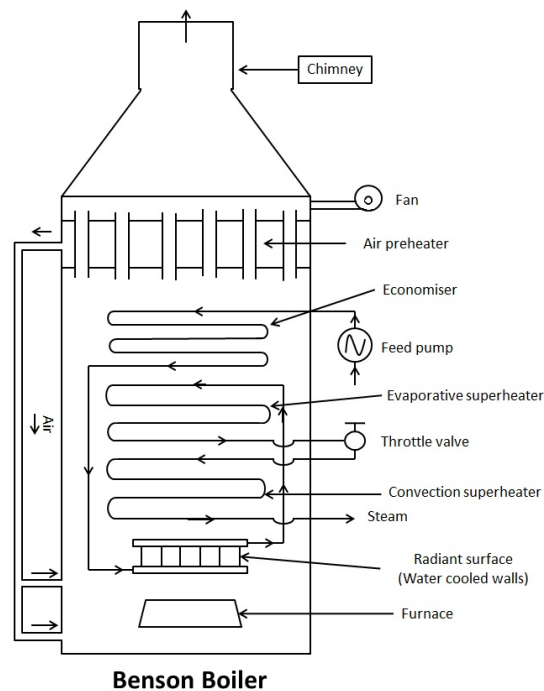 Chimney
Fan
Air preheater
Economiser
Feed pump
Evaporative superheater
Air
Throttle valve
Convection superheater
Steam
Radiant surface
(Water cooled walls)
Furnace
Benson Boiler